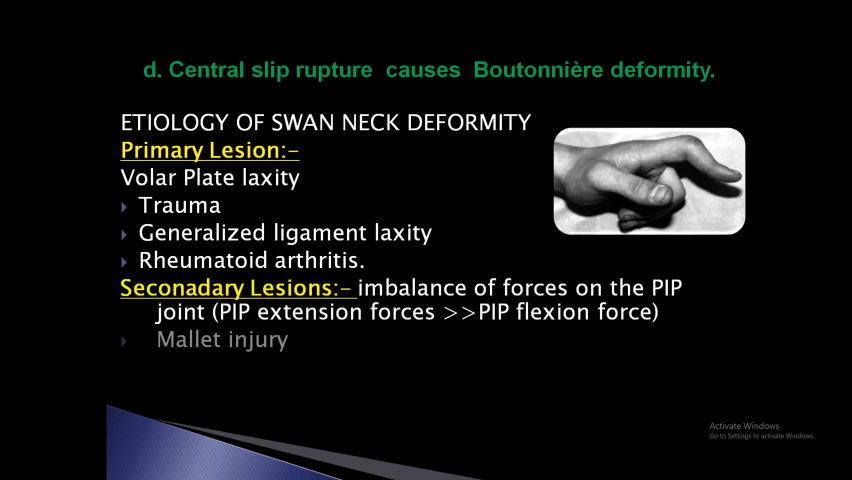 d. Central slip rupture causes Boutonnière deformity.
ETIOLOGY OF SWAN NECK DEFORMITY
Primary Lesion:-
Volar Plate laxity
Trauma
Generalized ligament laxity
Rheumatoid arthritis.
Seconadary Lesions:- imbalance of forces on the PIP
joint (PIP extension forces >>PIP flexion force)
Mallet injury
Activate Windows
Go to Settings to activate Windows.